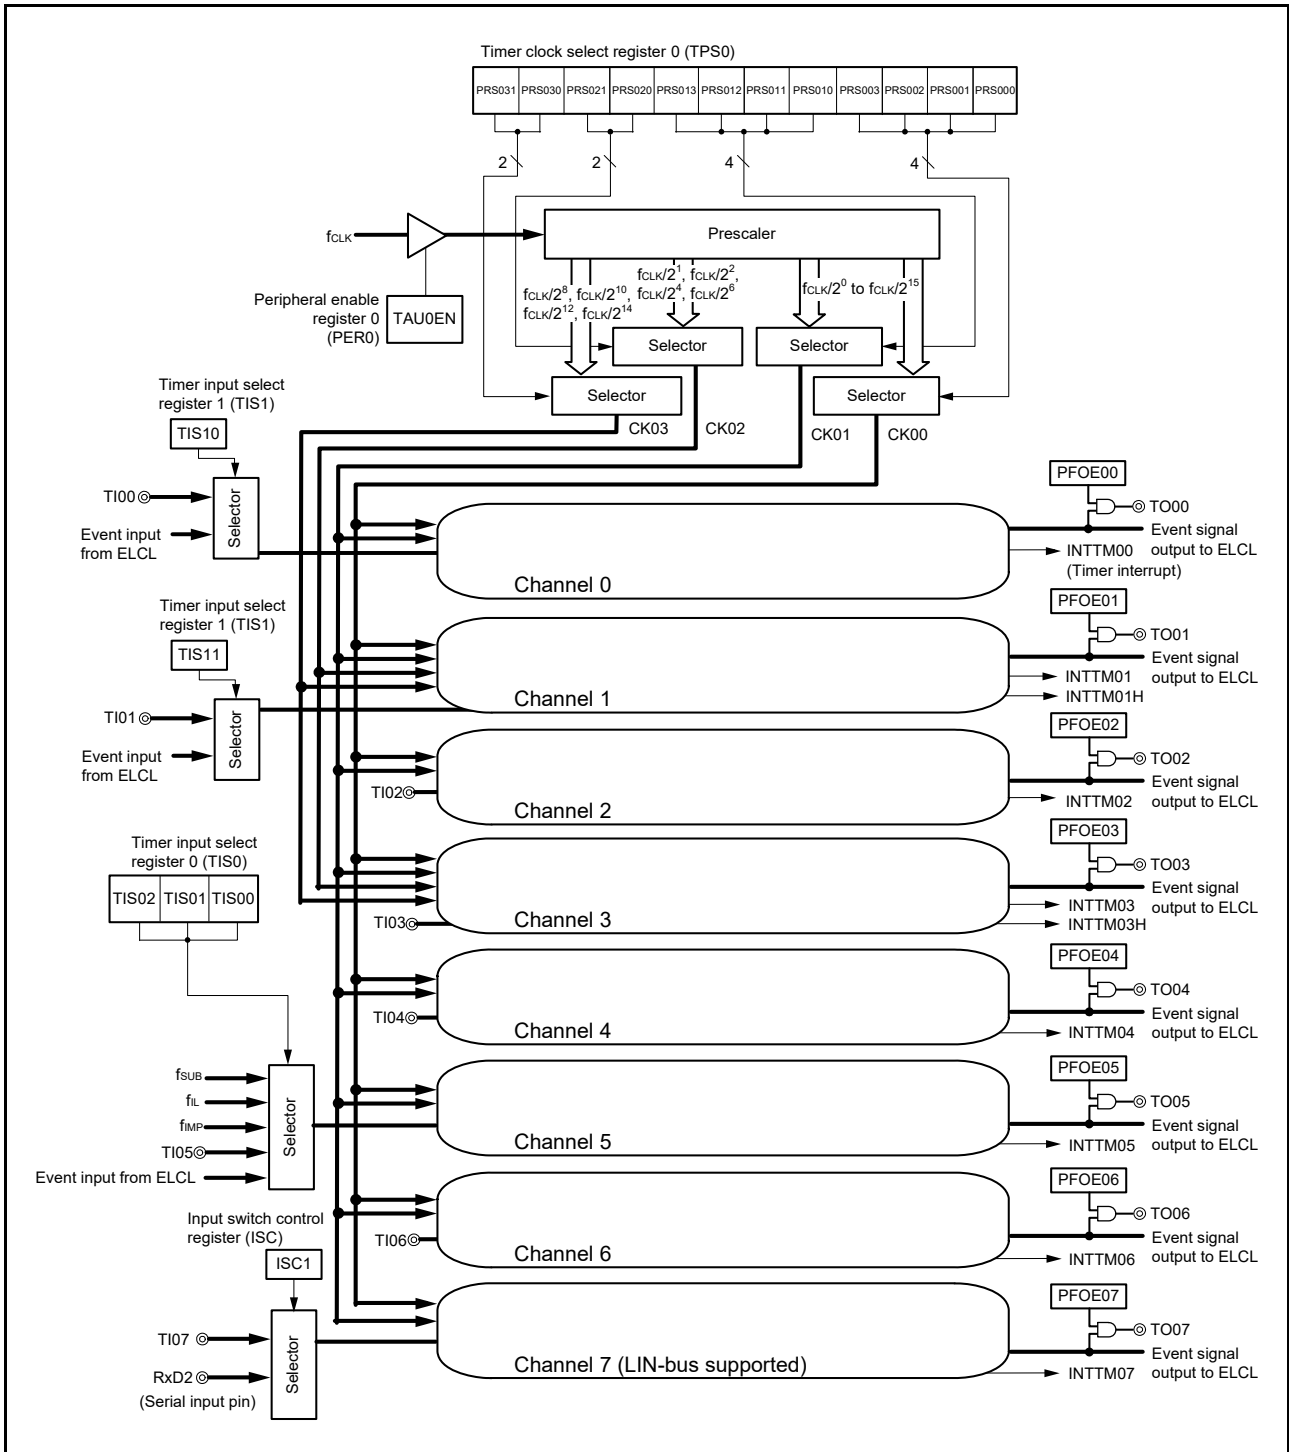 Timer clock select register 0 (TPS0)
PRS031 PRS030 PRS021 PRS020 PRS013 PRS012 PRS011 PRS010 PRS003 PRS002 PRS001 PRS000
2 2 4 4
fCLK
Prescaler
Peripheral enable
register 0
(PER0)
TAU0EN
fCLK/2^8, fCLK/2^10,
fCLK/2^12, fCLK/2^14
fCLK/2^1, fCLK/2^2,
fCLK/2^4, fCLK/2^6
fCLK/2^0 to fCLK/2^15
Selector
Selector
Selector
Selector
CK03
CK02
CK01
CK00
Timer input select
register 1 (TIS1)
TIS10
TI00
Event input
from ELCL
Selector
Channel 0
PFOE00
TO00
Event signal
output to ELCL
INTTM00
(Timer interrupt)
Timer input select
register 1 (TIS1)
TIS11
TI01
Event input
from ELCL
Selector
Channel 1
PFOE01
TO01
Event signal
output to ELCL
INTTM01
INTTM01H
TI02
Channel 2
PFOE02
TO02
Event signal
output to ELCL
INTTM02
Timer input select
register 0 (TIS0)
TIS02 TIS01 TIS00
TI03
Channel 3
PFOE03
TO03
Event signal
output to ELCL
INTTM03
INTTM03H
TI04
Channel 4
PFOE04
TO04
Event signal
output to ELCL
INTTM04
fSUB
fIL
fIMP
TI05
Event input from ELCL
Selector
Channel 5
PFOE05
TO05
Event signal
output to ELCL
INTTM05
TI06
Channel 6
PFOE06
TO06
Event signal
output to ELCL
INTTM06
Input switch control
register (ISC)
ISC1
TI07
RxD2
(Serial input pin)
Selector
Channel 7 (LIN-bus supported)
PFOE07
TO07
Event signal
output to ELCL
INTTM07